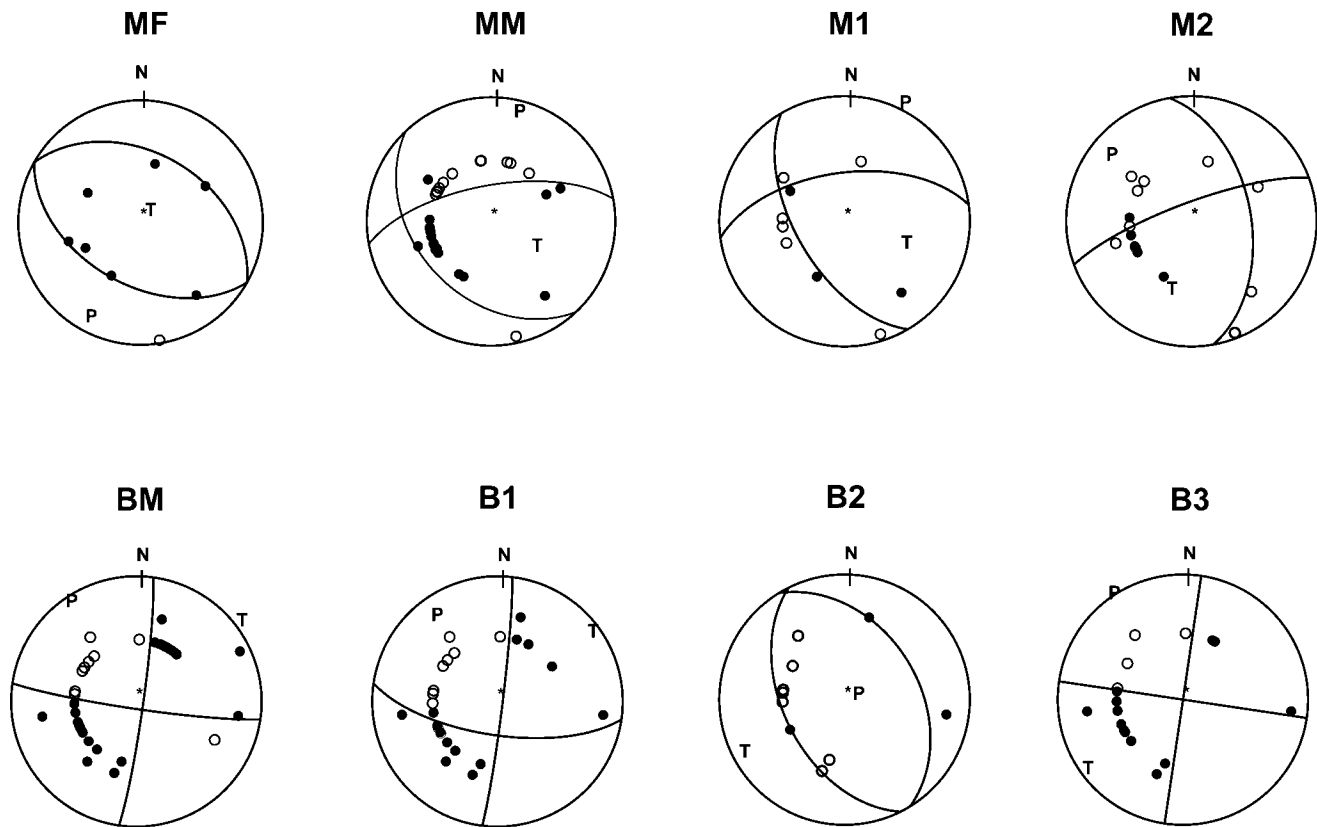 MF MM M1 M2
N N N N
P P
P
T T T
P T
BM B1 B2 B3
N N N N
P T P T P
P
T T